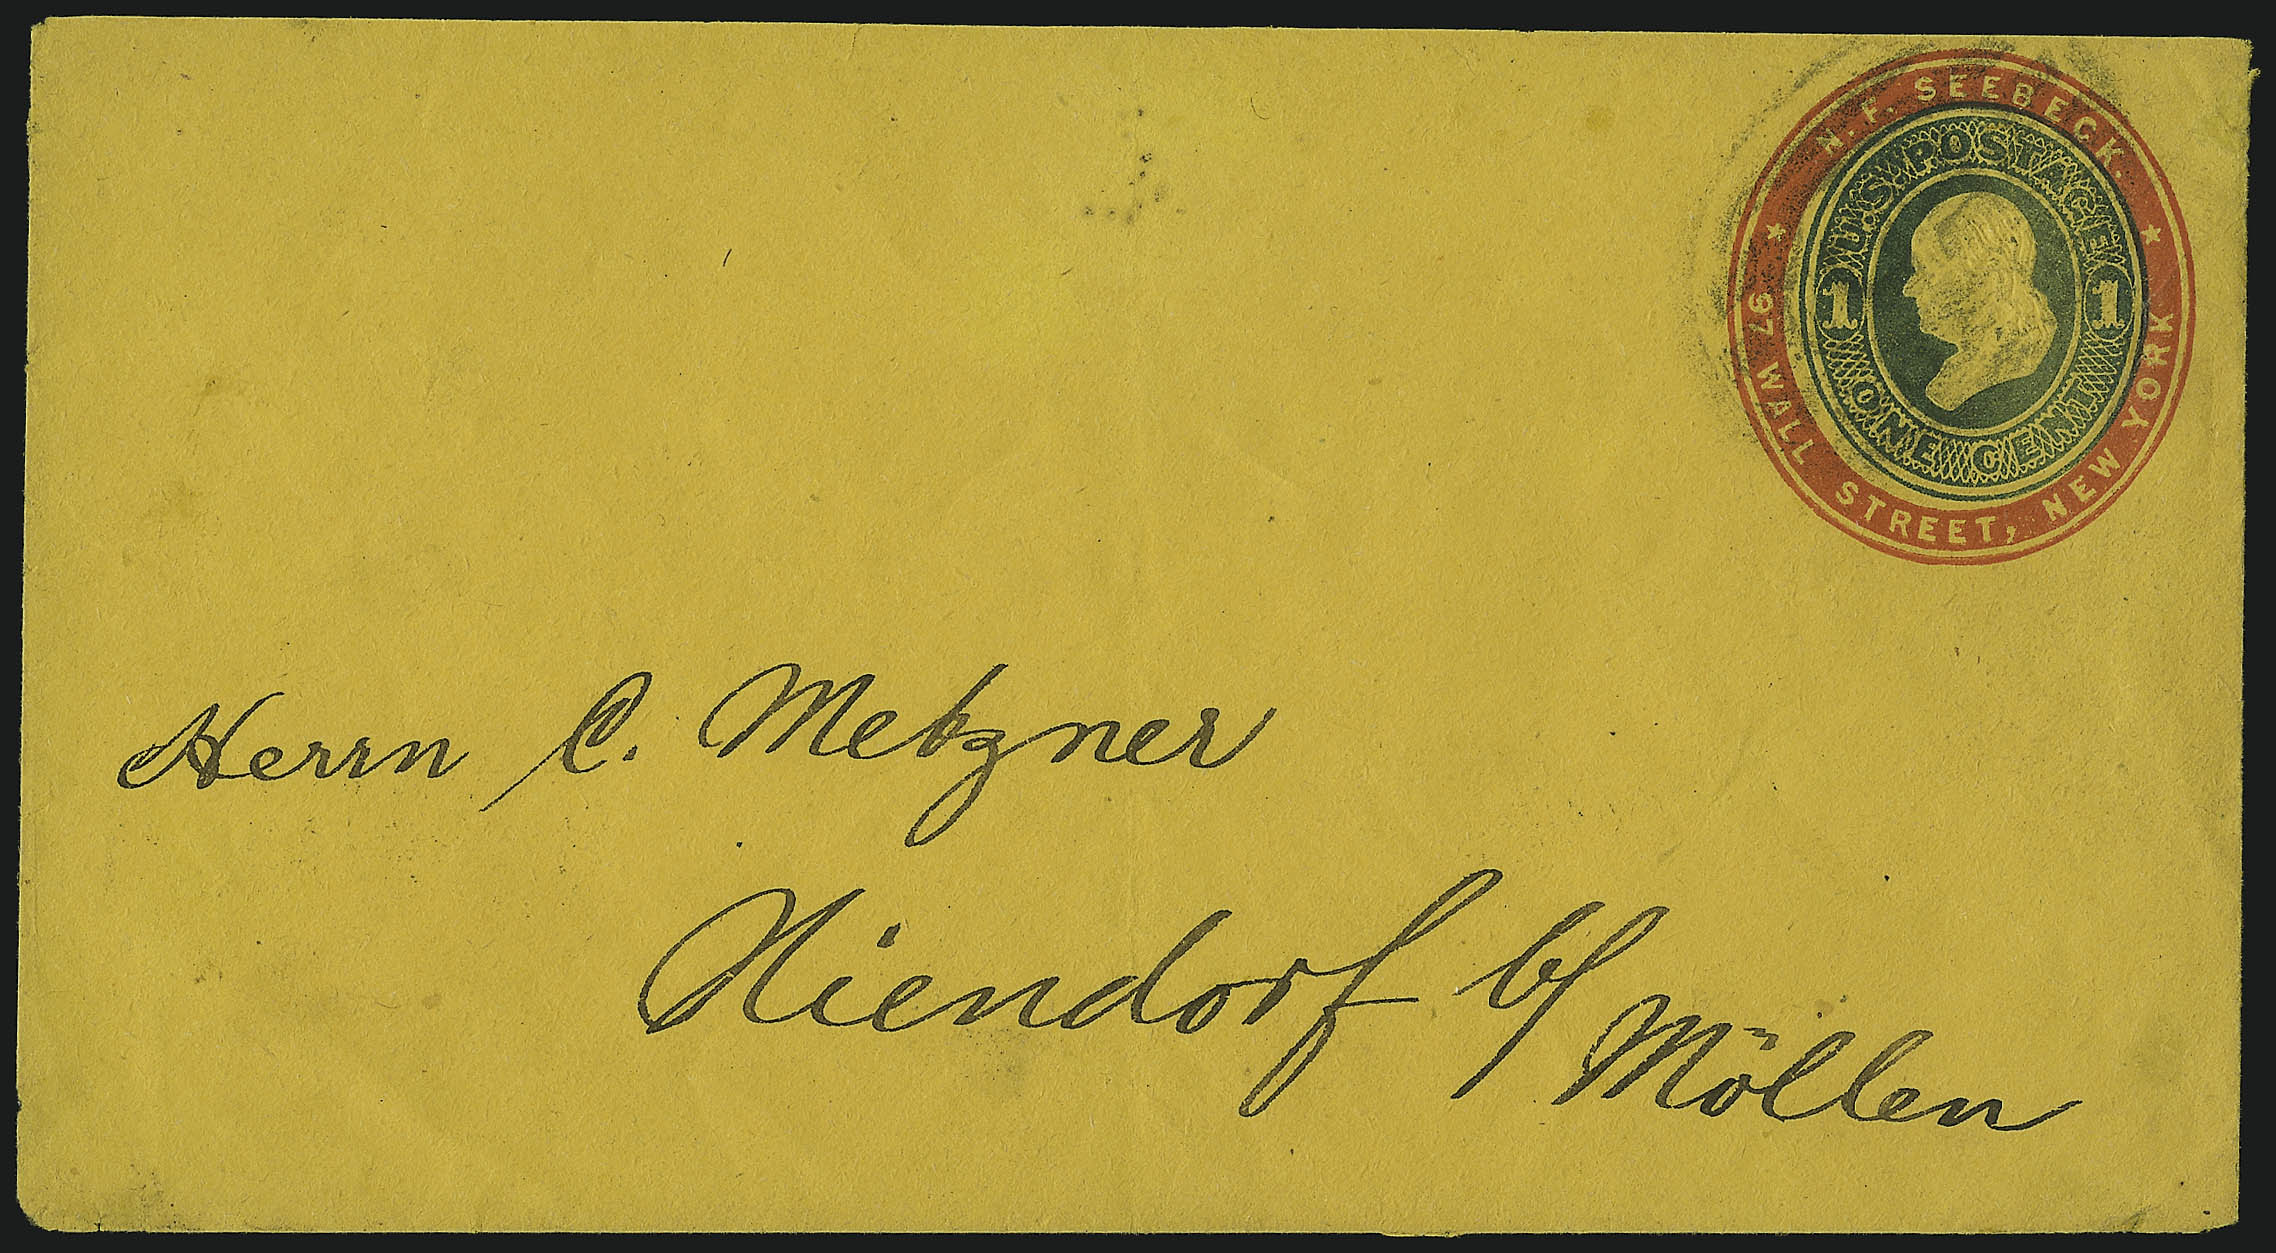 N. F. SEEBECK.
* 97 WALL STREET, NEW YORK *
U.S. POSTAGE
1 1
ONE CENT
Herrn C. Metzner
Niendorf b/ Möllen